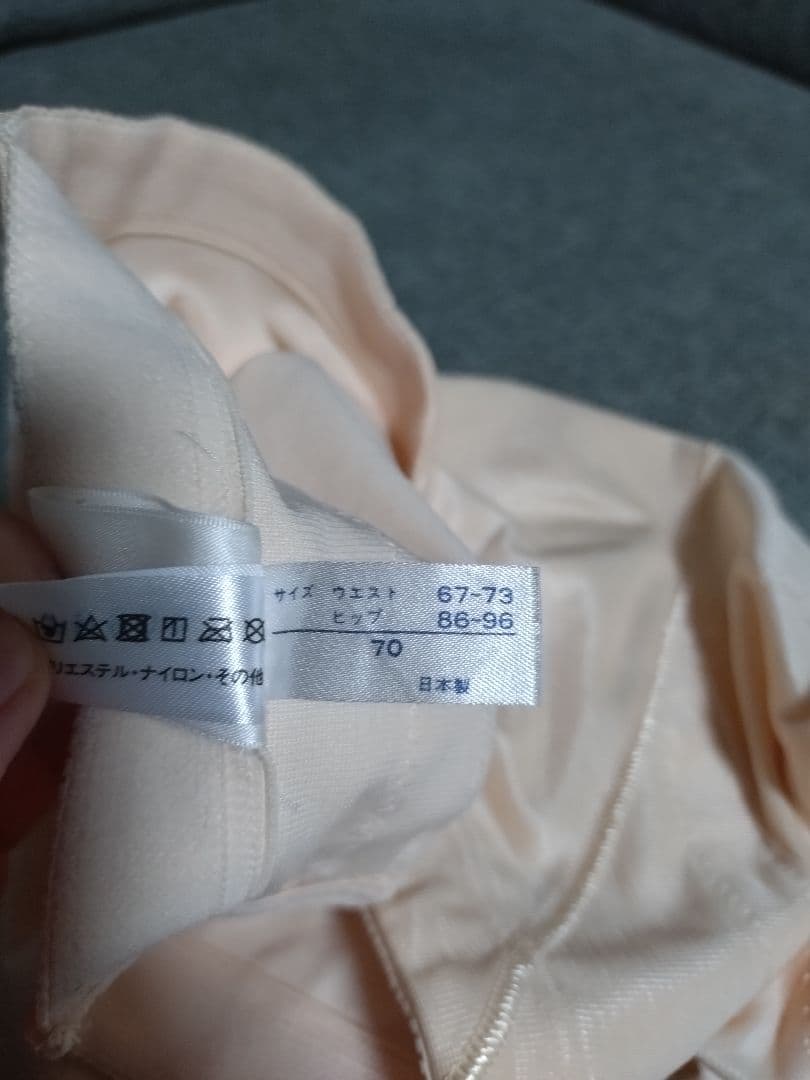 サイズ ウエスト 67-73
ヒップ 86-96
70
日本製
リエステル・ナイロン・その他